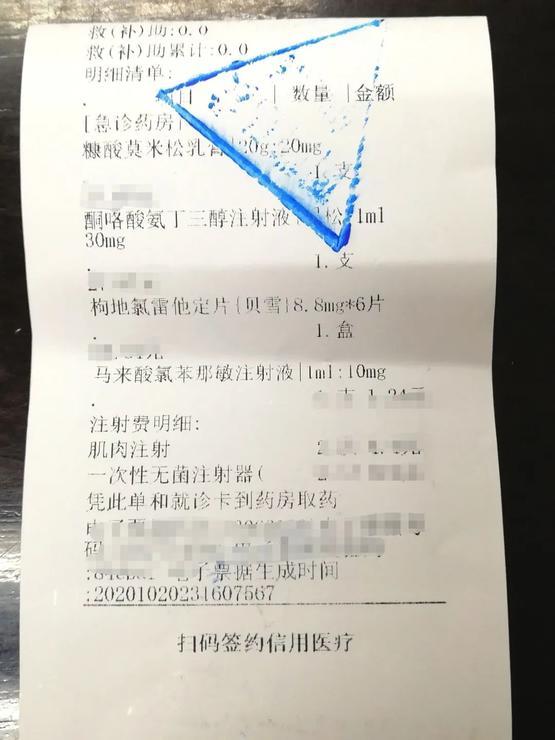 救(补)助:0.0
救(补)助累计:0.0
明细清单:
数量 |金额
[急诊药房|
糠酸莫米松乳膏|20g:20mg
1. 支
酮咯酸氨丁三醇注射液 松 1ml
30mg
1. 支
枸地氯雷他定片{贝雪}8.8mg*6片
1. 盒
马来酸氯苯那敏注射液|1ml:10mg
注射费明细:
肌肉注射
一次性无菌注射器(
凭此单和就诊卡到药房取药
码
电子票据生成时间
:20201020231607567
扫码签约信用医疗